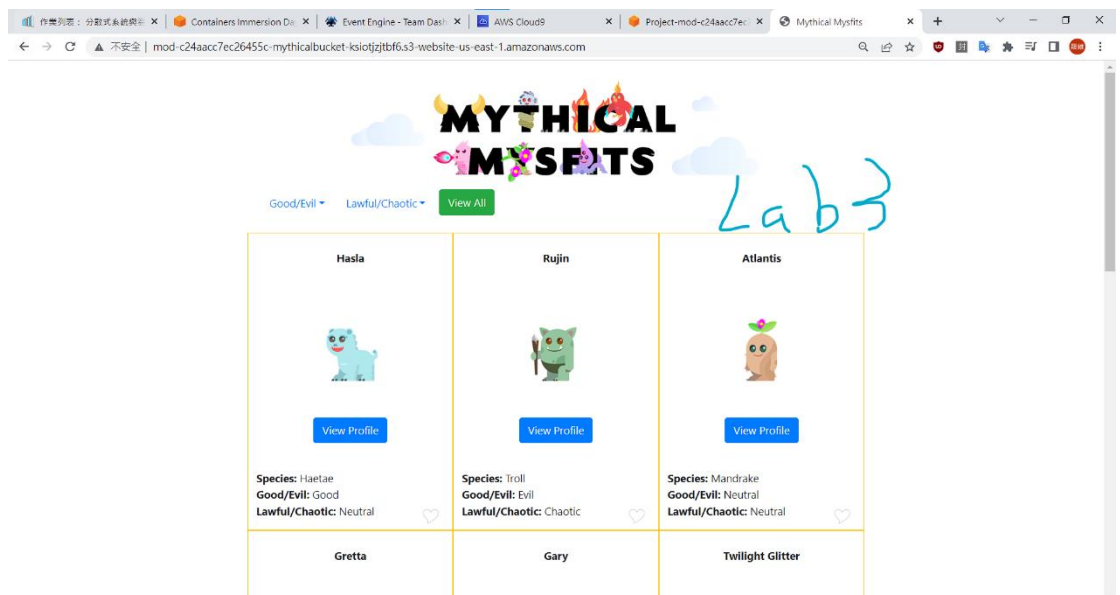 作業列表 : 分散式系統與
Containers Immersion Da
Event Engine - Team Dash
AWS Cloud9
Project-mod-c24aacc7ec
Mythical Mysfits
不安全 | mod-c24aacc7ec26455c-mythicalbucket-ksiotjzjtbf6.s3-website-us-east-1.amazonaws.com
MYTHICAL
MYSFITS
Lab3
Good/Evil Lawful/Chaotic View All
Hasla Rujin Atlantis
View Profile View Profile View Profile
Species: Haetae Species: Troll Species: Mandrake
Good/Evil: Good Good/Evil: Evil Good/Evil: Neutral
Lawful/Chaotic: Neutral Lawful/Chaotic: Chaotic Lawful/Chaotic: Neutral
Gretta Gary Twilight Glitter